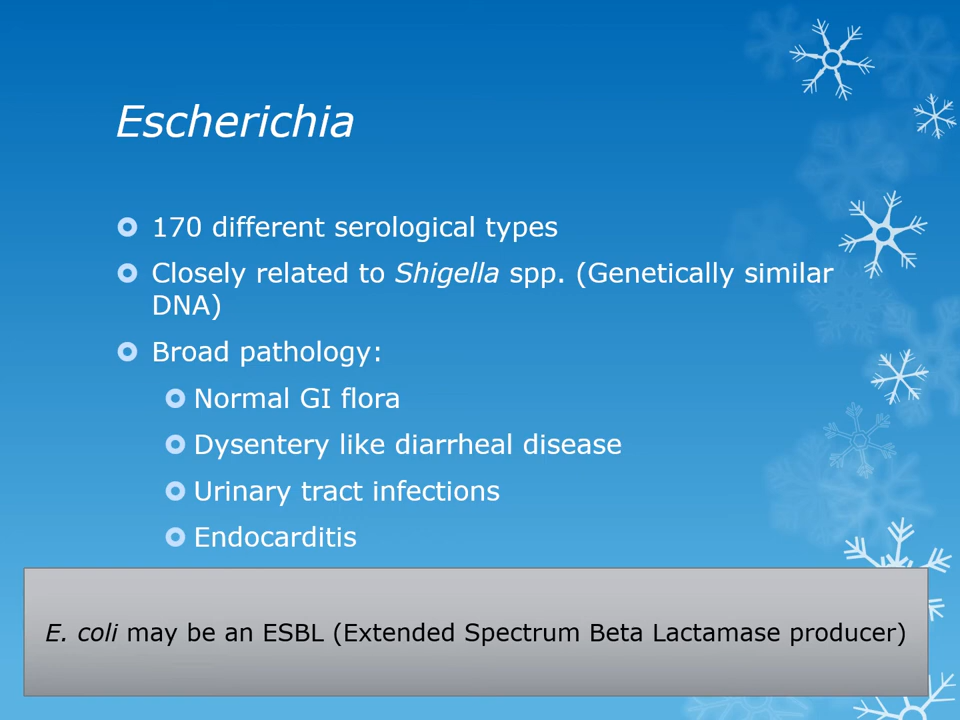 Escherichia
170 different serological types
Closely related to Shigella spp. (Genetically similar
DNA)
Broad pathology:
Normal GI flora
Dysentery like diarrheal disease
Urinary tract infections
Endocarditis
E. coli may be an ESBL (Extended Spectrum Beta Lactamase producer)